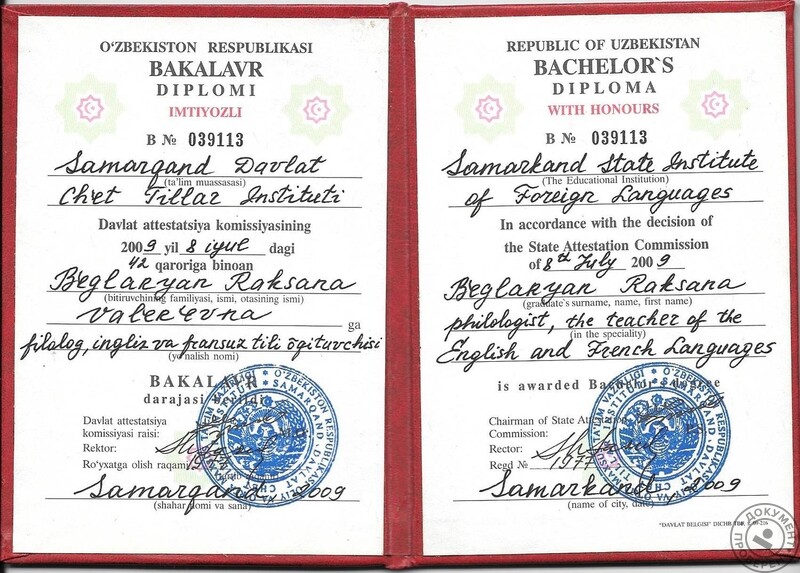 O‘ZBEKISTON RESPUBLIKASI
BAKALAVR
DIPLOMI
IMTIYOZLI
B № 039113
Samarqand Davlat
(ta'lim muassasasi)
Chet Tillar Instituti
Davlat attestatsiya komissiyasining
2009 yil 8 iyul dagi
42 qaroriga binoan
Beglaryan Raksana
(bitiruvchining familiyasi, ismi, otasining ismi)
Valeevna ga
filolog, ingliz va fransuz tili o‘qituvchisi
(yo‘nalish nomi)
BAKALAVR
darajasi berildi
Davlat attestatsiya
komissiyasi raisi:
Rektor:
Ro‘yxatga olish raqami 1977
Samarqand 2009
(shahar nomi va sana)
REPUBLIC OF UZBEKISTAN
BACHELOR`S
DIPLOMA
WITH HONOURS
B № 039113
Samarkand State Institute
(The Educational Institution)
of Foreign Languages
In accordance with the decision of
the State Attestation Commission
of 8th July 2009
Beglaryan Raksana
(graduate`s surname, name, first name)
philologist, the teacher of the
(in the speciality)
English and French Languages
is awarded Bachelor`s Degree
Chairman of State Attestation
Commission:
Rector:
Regd № 1977
Samarkand 2009
(name of city, date)
"DAVLAT BELGISI" DICHB
ДОКУМЕНТ